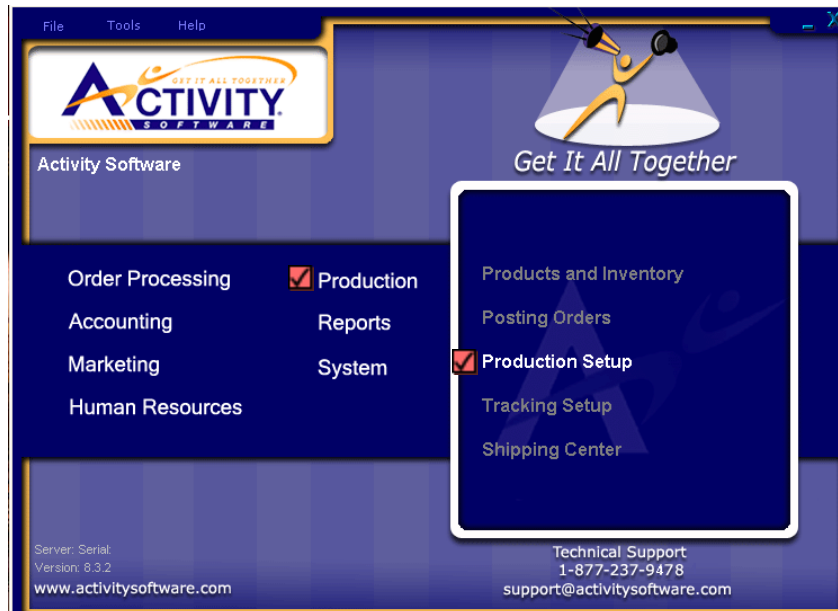 File Tools Help
GET IT ALL TOGETHER
ACTIVITY
SOFTWARE
Activity Software
Get It All Together
Order Processing
Accounting
Marketing
Human Resources
Production
Reports
System
Products and Inventory
Posting Orders
Production Setup
Tracking Setup
Shipping Center
Server: Serial:
Version: 8.3.2
www.activitysoftware.com
Technical Support
1-877-237-9478
support@activitysoftware.com